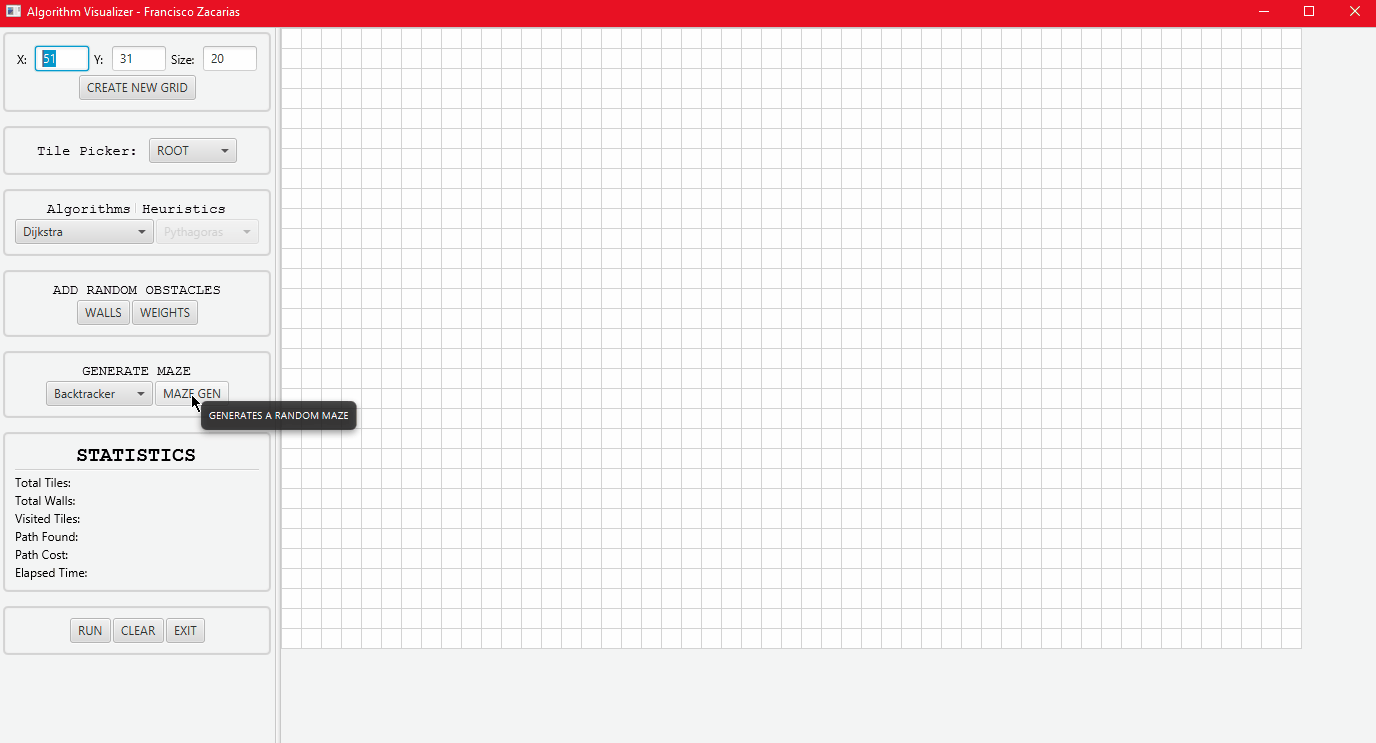 Algorithm Visualizer - Francisco Zacarias
X: 51 Y: 31 Size: 20
CREATE NEW GRID
Tile Picker: ROOT
Algorithms Heuristics
Dijkstra Pythagoras
ADD RANDOM OBSTACLES
WALLS WEIGHTS
GENERATE MAZE
Backtracker MAZE GEN
GENERATES A RANDOM MAZE
STATISTICS
Total Tiles:
Total Walls:
Visited Tiles:
Path Found:
Path Cost:
Elapsed Time:
RUN CLEAR EXIT